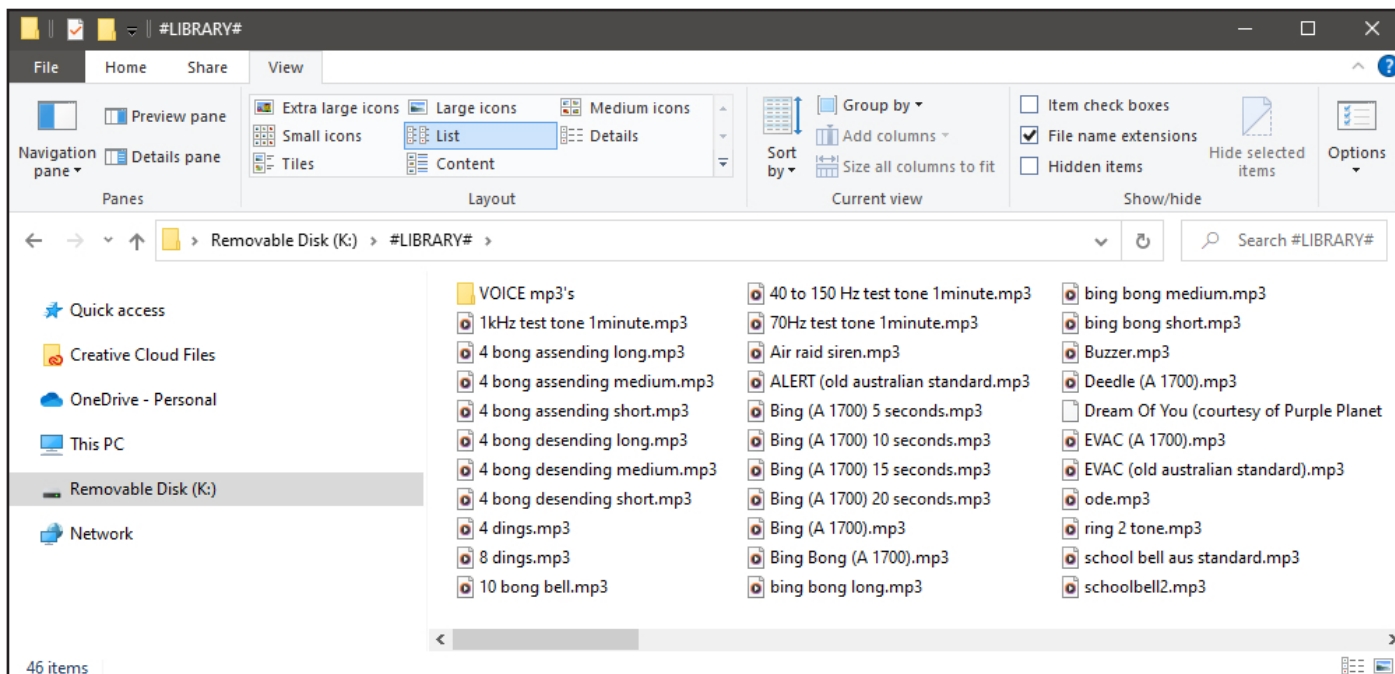 #LIBRARY#
File Home Share View
Navigation pane
Preview pane
Details pane
Panes
Extra large icons Large icons Medium icons
Small icons List Details
Tiles Content
Layout
Sort by
Group by
Add columns
Size all columns to fit
Current view
Item check boxes
File name extensions
Hidden items
Hide selected items
Show/hide
Options
Removable Disk (K:) > #LIBRARY# >
Search #LIBRARY#
Quick access
Creative Cloud Files
OneDrive - Personal
This PC
Removable Disk (K:)
Network
VOICE mp3's
1kHz test tone 1minute.mp3
4 bong assending long.mp3
4 bong assending medium.mp3
4 bong assending short.mp3
4 bong desending long.mp3
4 bong desending medium.mp3
4 bong desending short.mp3
4 dings.mp3
8 dings.mp3
10 bong bell.mp3
40 to 150 Hz test tone 1minute.mp3
70Hz test tone 1minute.mp3
Air raid siren.mp3
ALERT (old australian standard.mp3
Bing (A 1700) 5 seconds.mp3
Bing (A 1700) 10 seconds.mp3
Bing (A 1700) 15 seconds.mp3
Bing (A 1700) 20 seconds.mp3
Bing (A 1700).mp3
Bing Bong (A 1700).mp3
bing bong long.mp3
bing bong medium.mp3
bing bong short.mp3
Buzzer.mp3
Deedle (A 1700).mp3
Dream Of You (courtesy of Purple Planet
EVAC (A 1700).mp3
EVAC (old australian standard).mp3
ode.mp3
ring 2 tone.mp3
school bell aus standard.mp3
schoolbell2.mp3
46 items